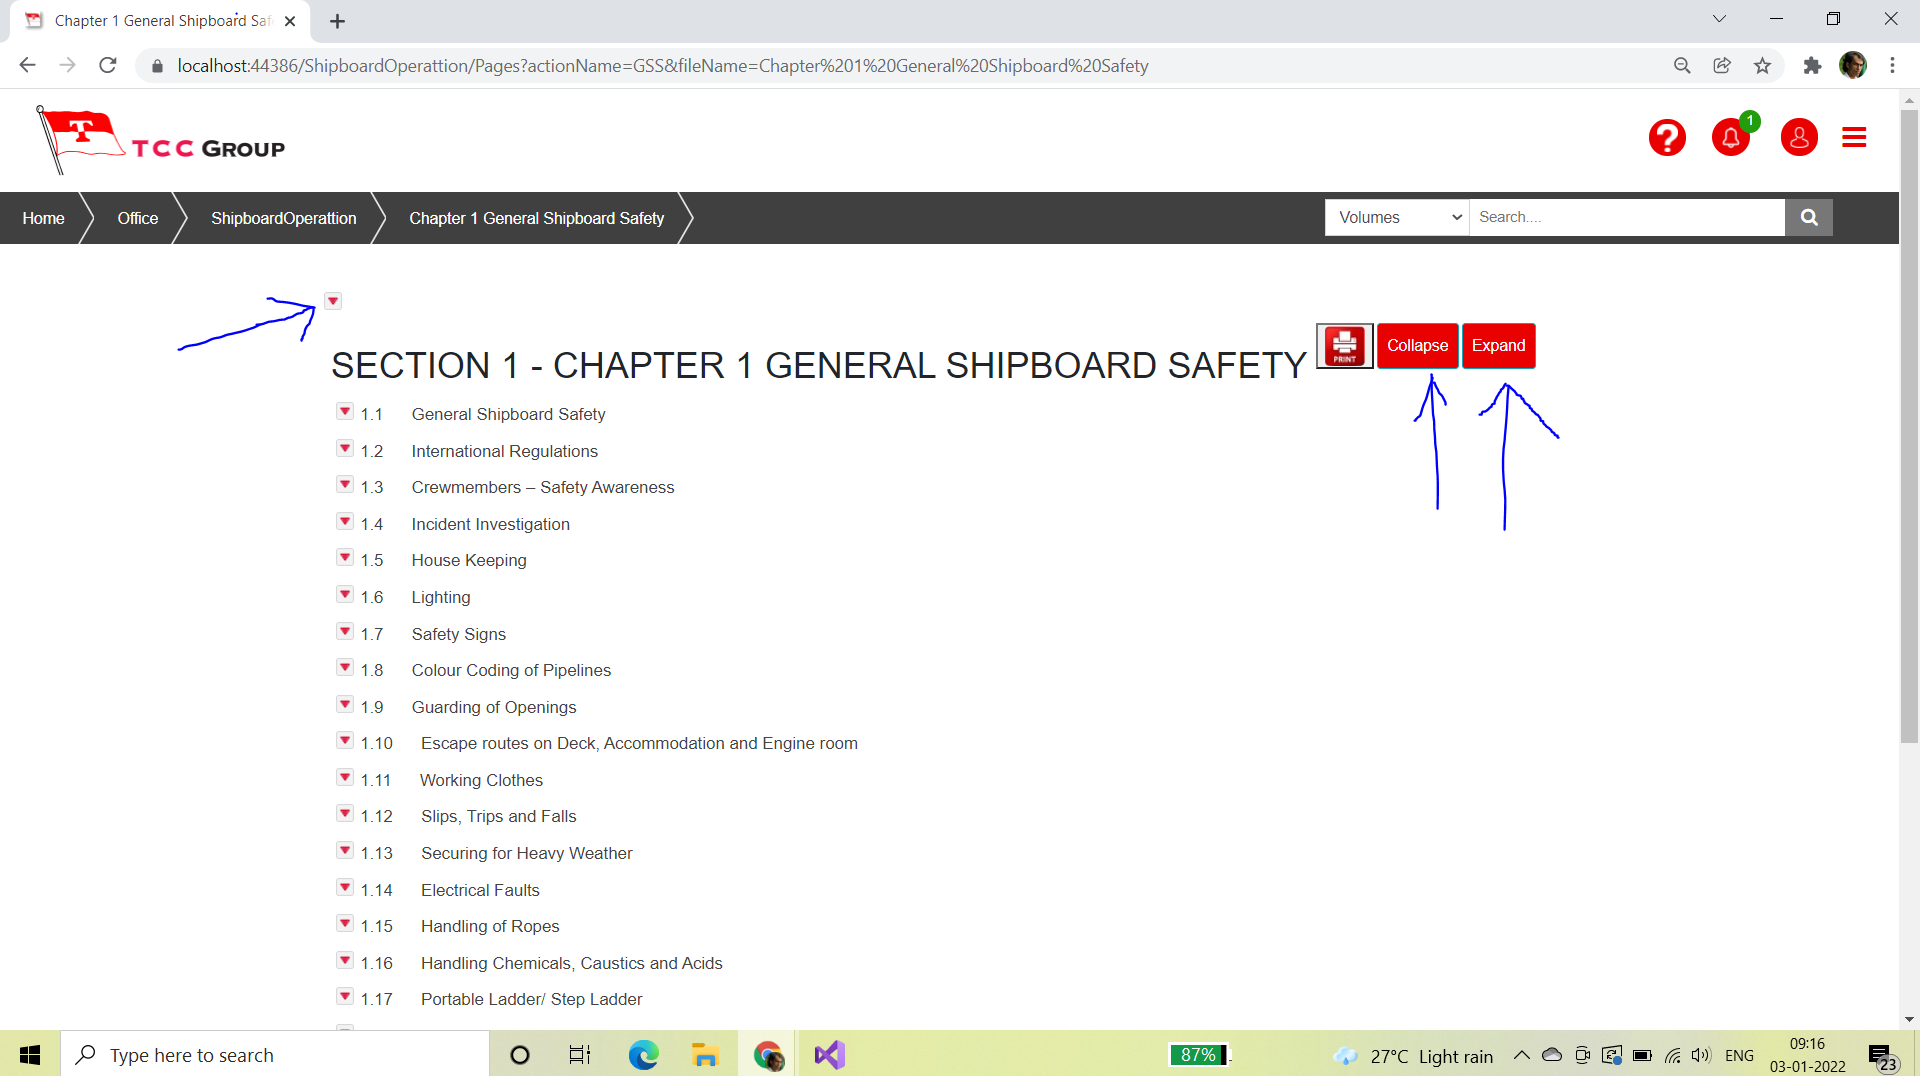 Chapter 1 General Shipboard Saf
localhost:44386/ShipboardOperattion/Pages?actionName=GSS&fileName=Chapter%201%20General%20Shipboard%20Safety
T
TCC GROUP
?
1
Home
Office
ShipboardOperattion
Chapter 1 General Shipboard Safety
Volumes
Search....
SECTION 1 - CHAPTER 1 GENERAL SHIPBOARD SAFETY
PRINT
Collapse
Expand
1.1 General Shipboard Safety
1.2 International Regulations
1.3 Crewmembers – Safety Awareness
1.4 Incident Investigation
1.5 House Keeping
1.6 Lighting
1.7 Safety Signs
1.8 Colour Coding of Pipelines
1.9 Guarding of Openings
1.10 Escape routes on Deck, Accommodation and Engine room
1.11 Working Clothes
1.12 Slips, Trips and Falls
1.13 Securing for Heavy Weather
1.14 Electrical Faults
1.15 Handling of Ropes
1.16 Handling Chemicals, Caustics and Acids
1.17 Portable Ladder/ Step Ladder
Type here to search
87%
27°C Light rain
ENG
09:16
03-01-2022
23